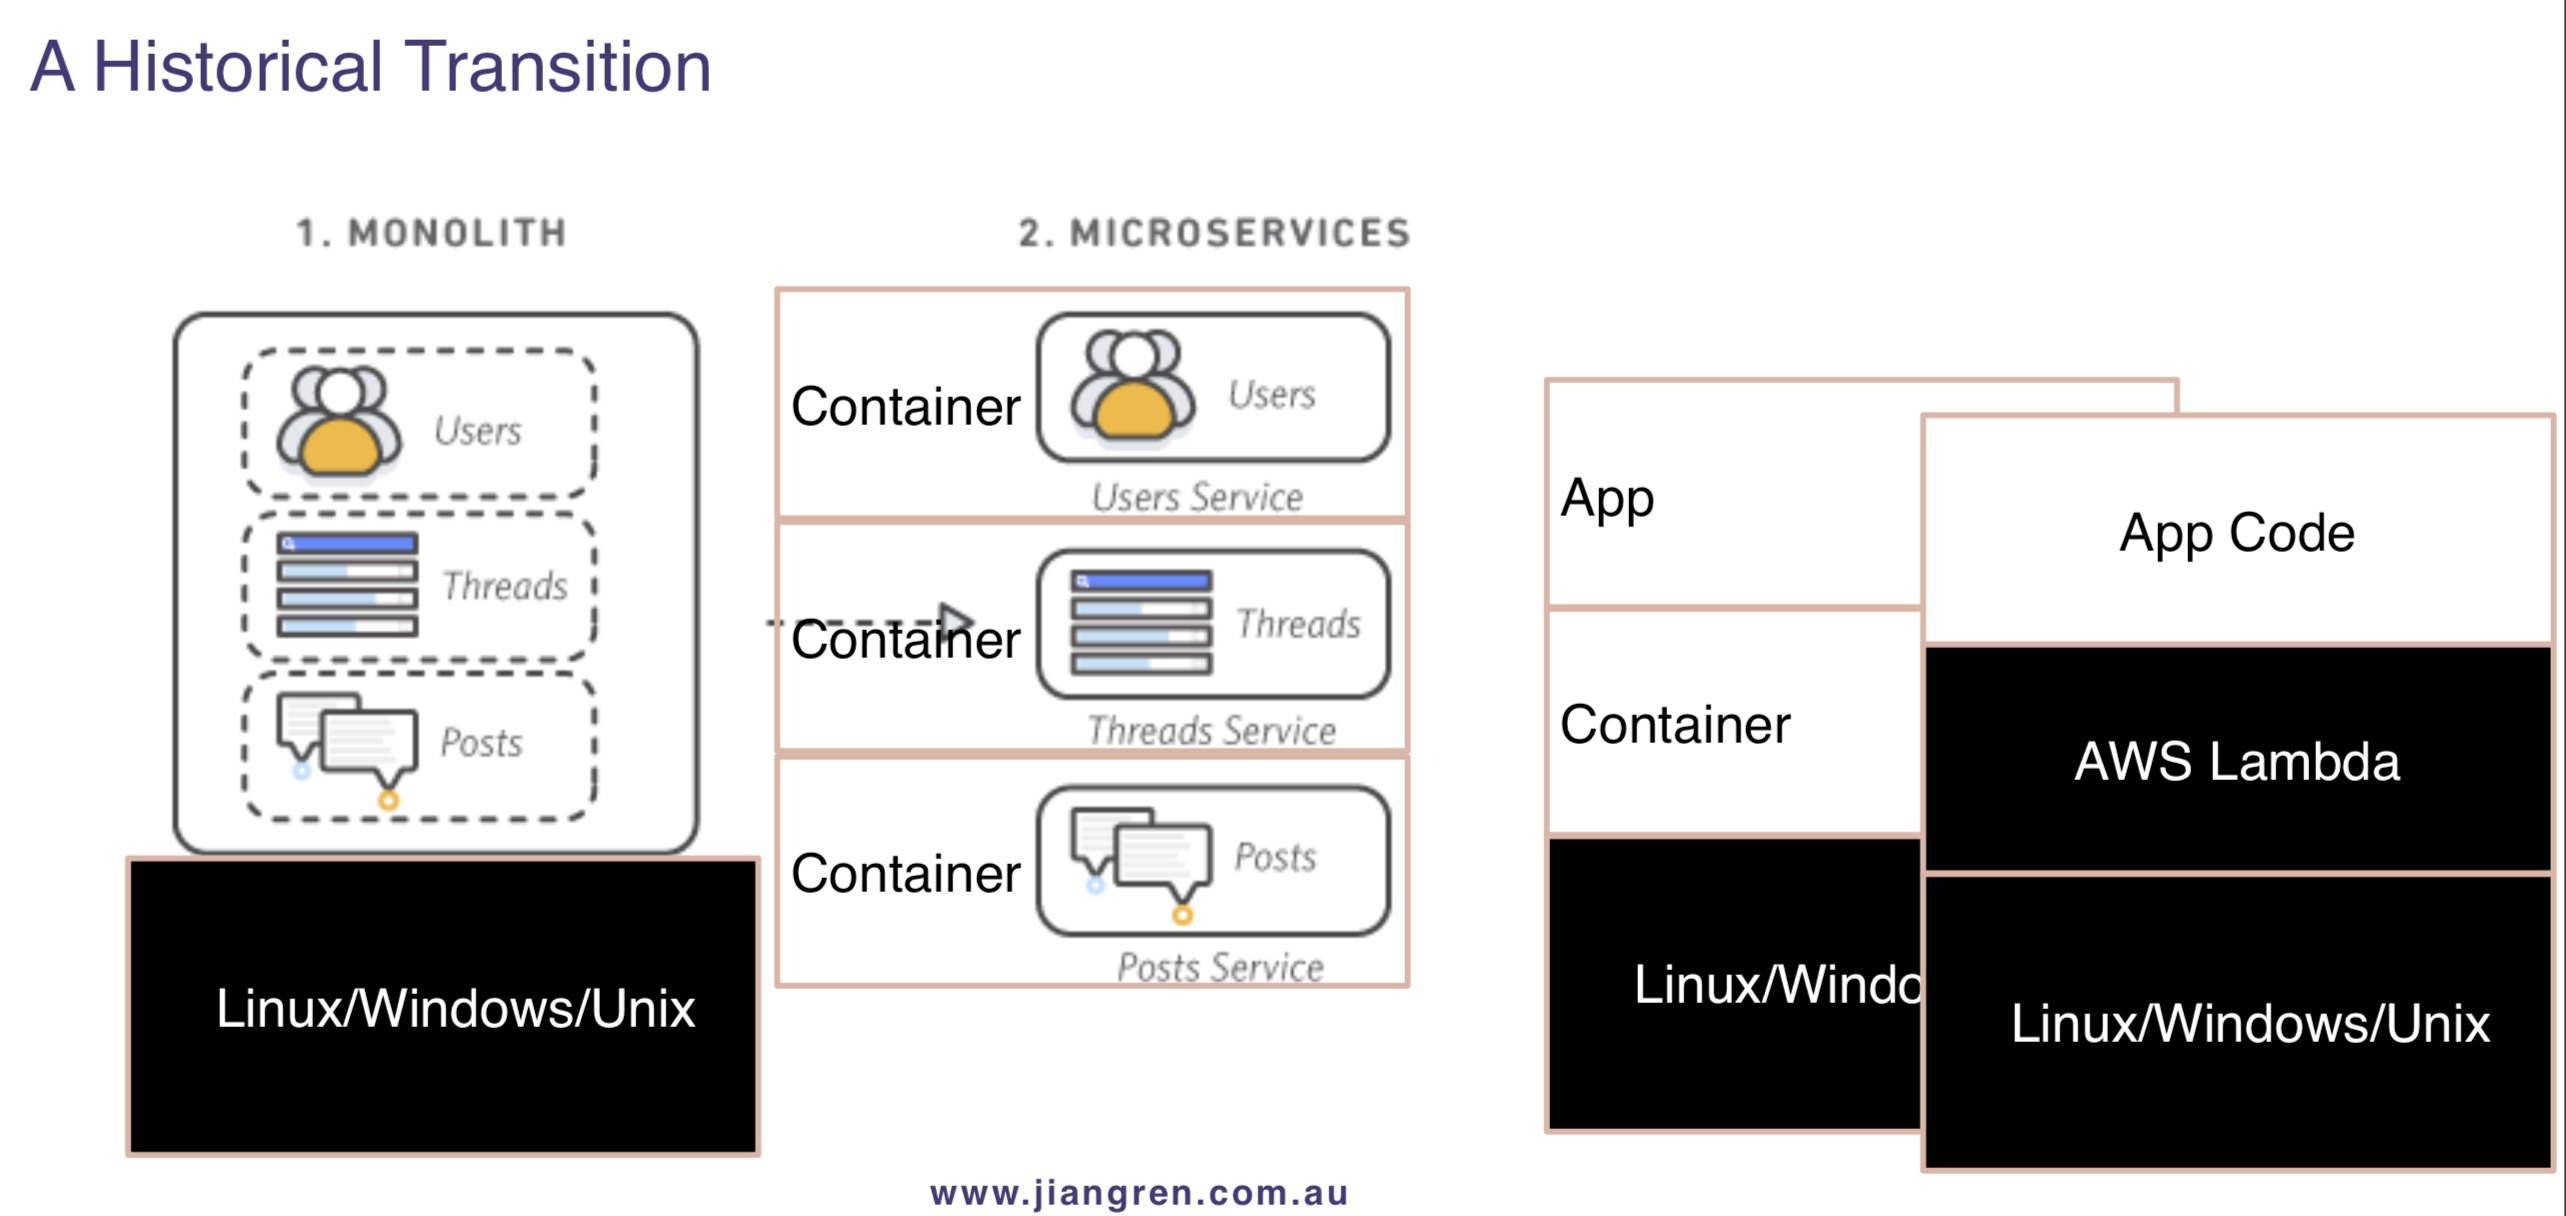 A Historical Transition
1. MONOLITH
Users
Threads
Posts
Linux/Windows/Unix
2. MICROSERVICES
Container
Users
Users Service
Container
Threads
Threads Service
Container
Posts
Posts Service
App
Container
Linux/Windo
App Code
AWS Lambda
Linux/Windows/Unix
www.jiangren.com.au